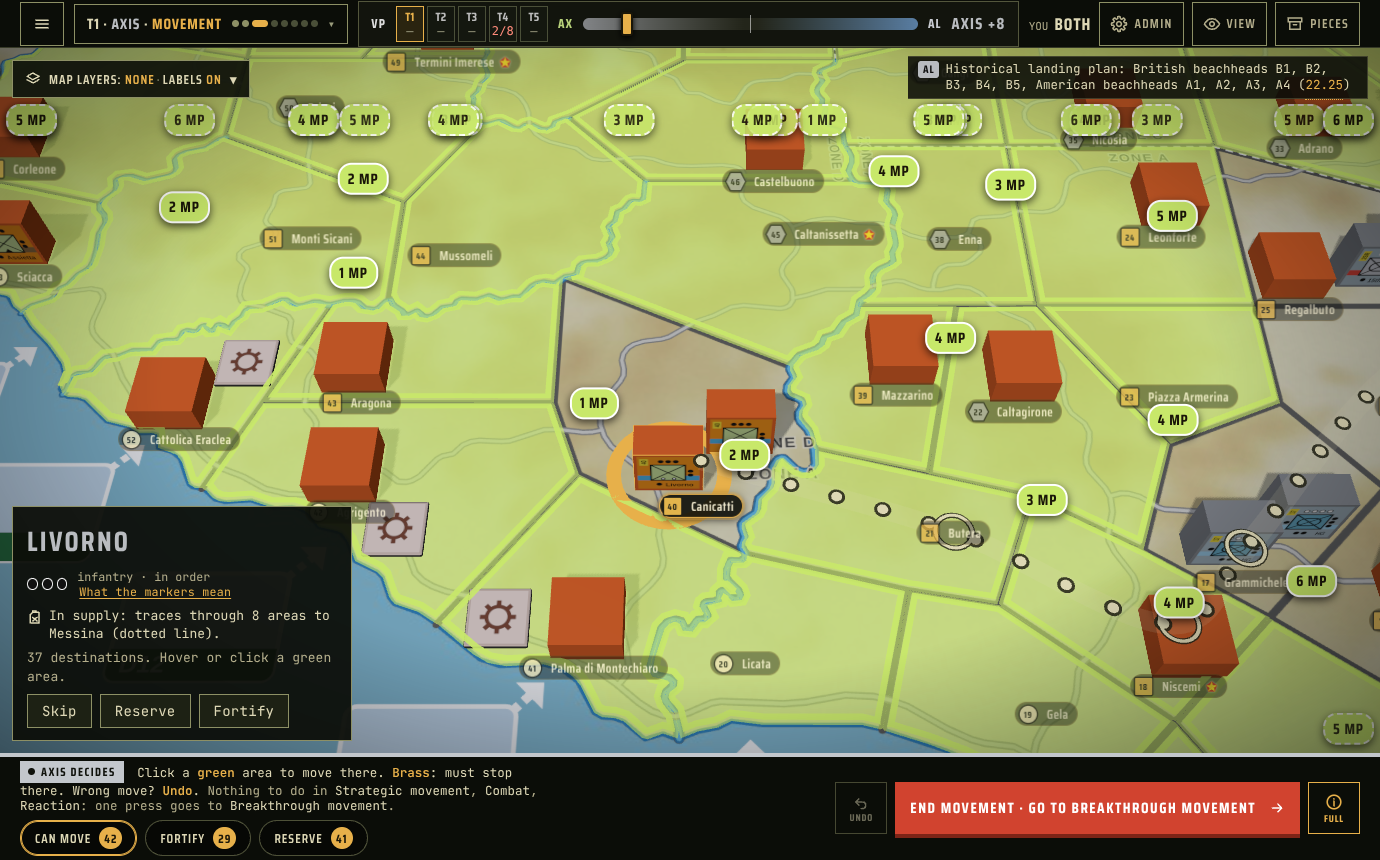 T1 · AXIS · MOVEMENT
VP
T1
T2
T3
T4
T5
–
–
–
2/8
–
AX
AL
AXIS +8
YOU BOTH
ADMIN
VIEW
PIECES
MAP LAYERS: NONE · LABELS ON
AL Historical landing plan: British beachheads B1, B2,
B3, B4, B5, American beachheads A1, A2, A3, A4 (22.25)
49 Termini Imerese
5 MP
6 MP
4 MP
5 MP
4 MP
3 MP
4 MP
1 MP
5 MP
6 MP
3 MP
5 MP
6 MP
35 Nicosia
33 Adrano
ZONE A
Corleone
2 MP
46 Castelbuono
4 MP
3 MP
2 MP
5 MP
51 Monti Sicani
44 Mussomeli
45 Caltanissetta
38 Enna
24 Leonforte
Sciacca
1 MP
25 Regalbuto
4 MP
43 Aragona
1 MP
39 Mazzarino
22 Caltagirone
23 Piazza Armerina
4 MP
52 Cattolica Eraclea
NE D
2 MP
Livorno
40 Canicatti
3 MP
21 Butera
17 Grammichele
6 MP
4 MP
41 Palma di Montechiaro
20 Licata
18 Niscemi
19 Gela
5 MP
LIVORNO
infantry · in order
What the markers mean
In supply: traces through 8 areas to
Messina (dotted line).
37 destinations. Hover or click a green
area.
Skip
Reserve
Fortify
AXIS DECIDES Click a green area to move there. Brass: must stop
there. Wrong move? Undo. Nothing to do in Strategic movement, Combat,
Reaction: one press goes to Breakthrough movement.
CAN MOVE 42
FORTIFY 29
RESERVE 41
UNDO
END MOVEMENT · GO TO BREAKTHROUGH MOVEMENT →
FULL